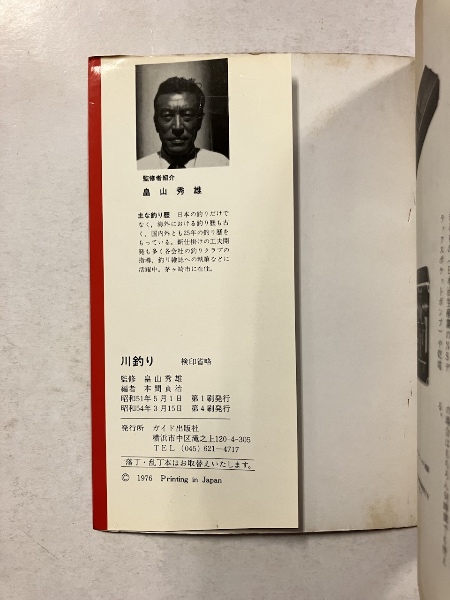 監修者紹介
畠山秀雄
主な釣り歴 日本の釣りだけで
なく，海外における釣り歴も古
く，国内外とも25年の釣り歴を
もっている。新仕掛けの工夫開
発も多く各会社の釣りクラブの
指導，釣り雑誌への執筆などに
活躍中。茅ヶ崎市に在住。
川釣り 検印省略
監修 畠山秀雄
編者 本間貞治
昭和51年5月1日 第1刷発行
昭和54年3月15日 第4刷発行
発行所 ガイド出版社
横浜市中区滝之上120-4-305
TEL (045) 621-4717
落丁・乱丁本はお取替えいたします。
© 1976 Printing in Japan